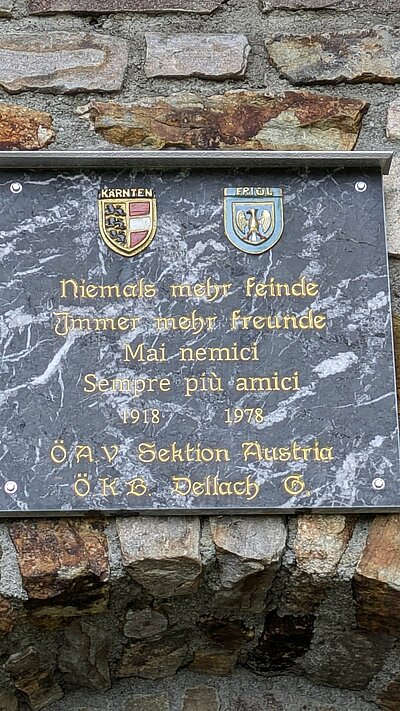 KÄRNTEN FRIUL
Niemals mehr feinde
Immer mehr freunde
Mai nemici
Sempre più amici
1918 1978
Ö.A.V. Sektion Austria
Ö.K.B. Dellach G.